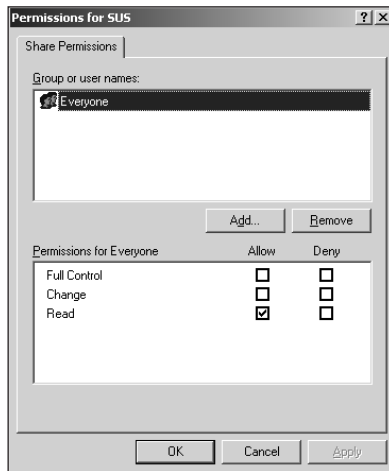 Permissions for SUS
Share Permissions
Group or user names:
Everyone
Add...
Remove
Permissions for Everyone Allow Deny
Full Control
Change
Read
OK Cancel Apply